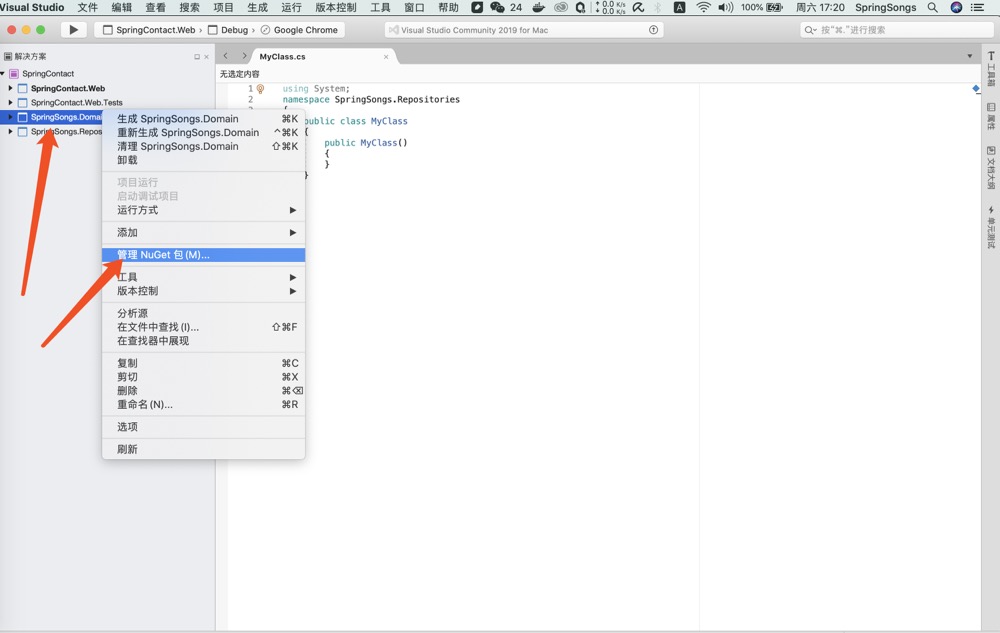 Visual Studio 文件 编辑 查看 搜索 项目 生成 运行 版本控制 工具 窗口 帮助 24 0.0 K/s 0.0 K/s A 100% 周六 17:20 SpringSongs
SpringContact.Web › Debug › Google Chrome
Visual Studio Community 2019 for Mac
按“⌘.”进行搜索
解决方案
SpringContact
SpringContact.Web
SpringContact.Web.Tests
SpringSongs.Domai
SpringSongs.Repos
MyClass.cs
无选定内容
1 using System;
2 namespace SpringSongs.Repositories
{
public class MyClass
{
public MyClass()
{
}
}
生成 SpringSongs.Domain ⌘K
重新生成 SpringSongs.Domain ^⌘K
清理 SpringSongs.Domain ⇧⌘K
卸载
项目运行
启动调试项目
运行方式
添加
管理 NuGet 包(M)...
工具
版本控制
分析源
在文件中查找(I)... ⇧⌘F
在查找器中展现
复制 ⌘C
剪切 ⌘X
删除 ⌘⌫
重命名(N)... ⌘R
选项
刷新
工具箱
属性
文档大纲
单元测试